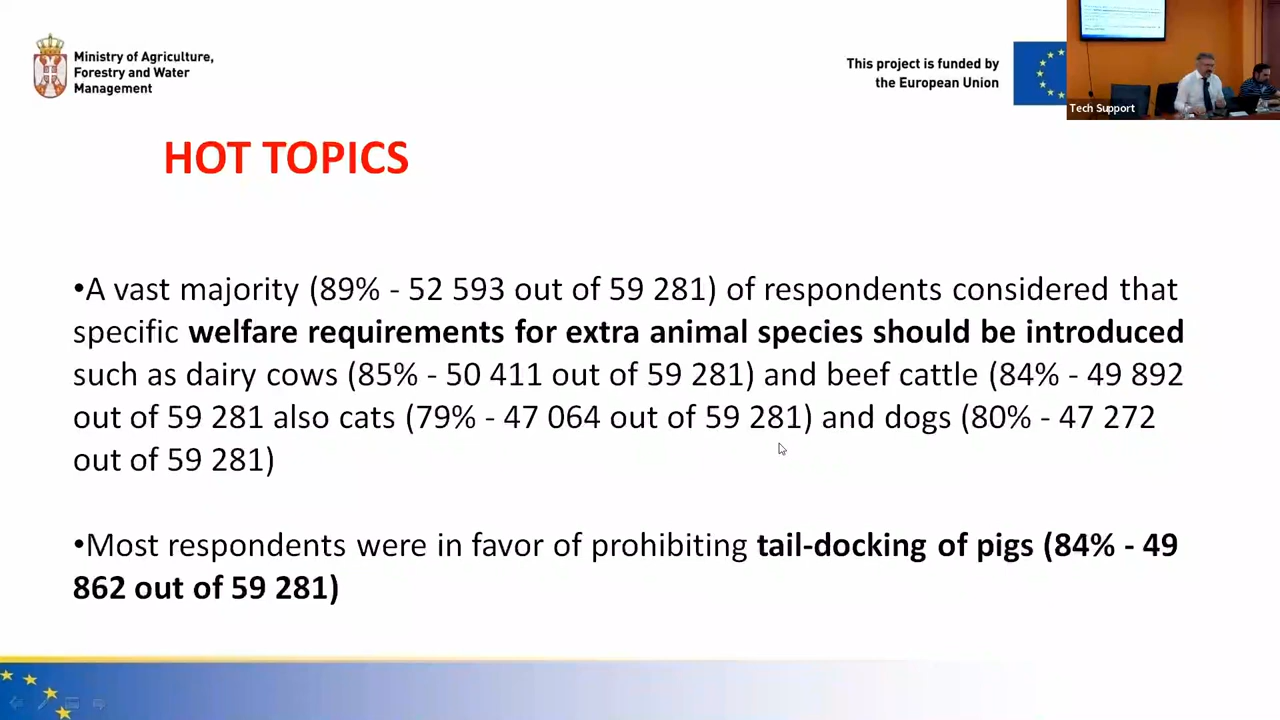 Ministry of Agriculture,
Forestry and Water
Management
This project is funded by
the European Union
Tech Support
HOT TOPICS
•A vast majority (89% - 52 593 out of 59 281) of respondents considered that
specific welfare requirements for extra animal species should be introduced
such as dairy cows (85% - 50 411 out of 59 281) and beef cattle (84% - 49 892
out of 59 281 also cats (79% - 47 064 out of 59 281) and dogs (80% - 47 272
out of 59 281)
•Most respondents were in favor of prohibiting tail-docking of pigs (84% - 49
862 out of 59 281)